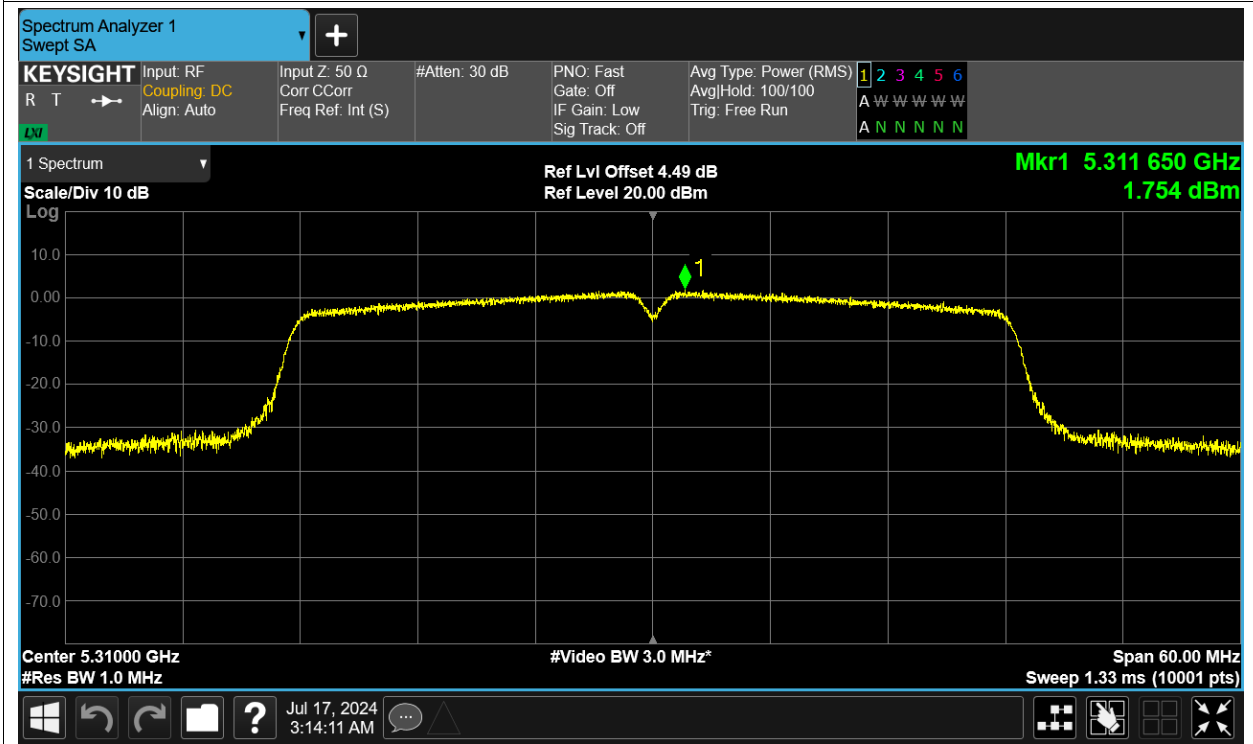 Spectrum Analyzer 1
Swept SA
KEYSIGHT
R T
LXI
Input: RF
Coupling: DC
Align: Auto
Input Z: 50 Ω
Corr CCorr
Freq Ref: Int (S)
#Atten: 30 dB
PNO: Fast
Gate: Off
IF Gain: Low
Sig Track: Off
Avg Type: Power (RMS)
Avg|Hold: 100/100
Trig: Free Run
1 2 3 4 5 6
A W W W W W
A N N N N N
1 Spectrum
Scale/Div 10 dB
Log
Ref Lvl Offset 4.49 dB
Ref Level 20.00 dBm
Mkr1 5.311 650 GHz
1.754 dBm
1
10.0
0.00
-10.0
-20.0
-30.0
-40.0
-50.0
-60.0
-70.0
Center 5.31000 GHz
#Res BW 1.0 MHz
#Video BW 3.0 MHz*
Span 60.00 MHz
Sweep 1.33 ms (10001 pts)
?
Jul 17, 2024
3:14:11 AM